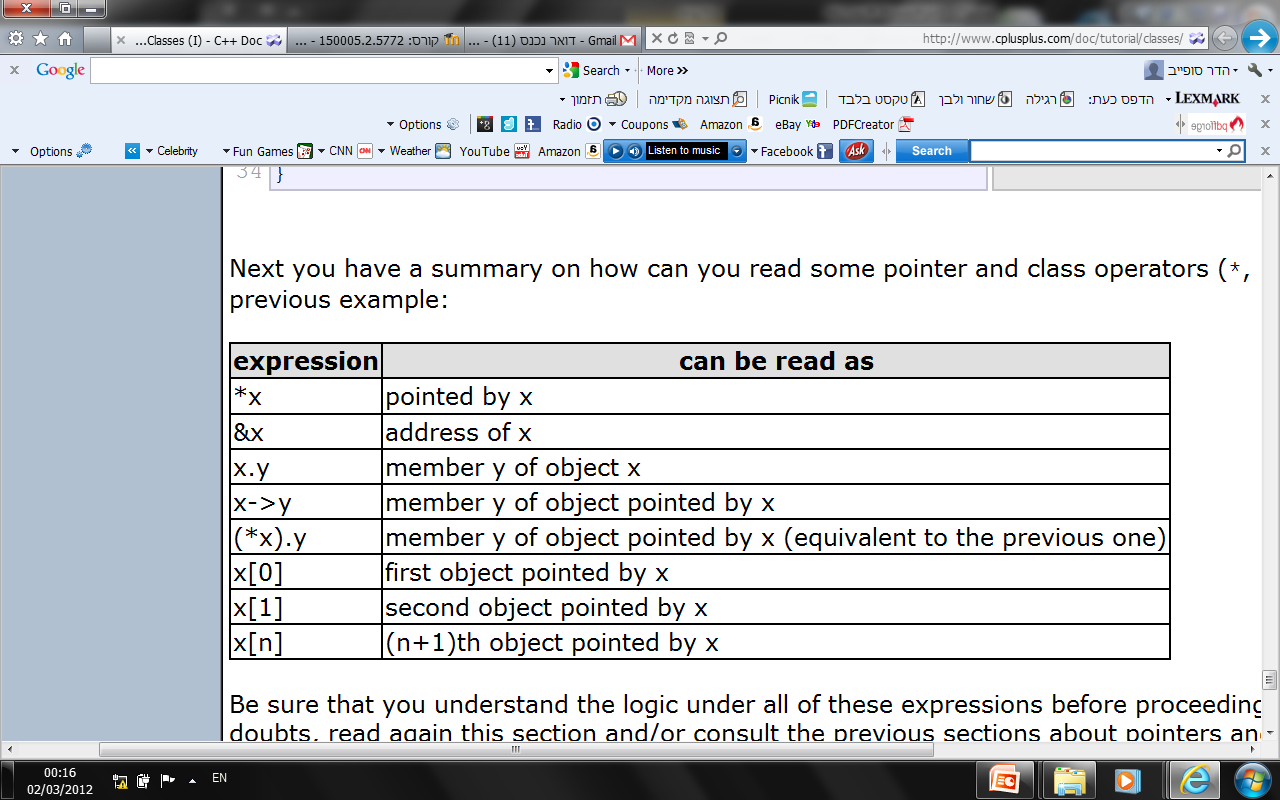 ...Classes (I) - C++ Doc
... - 150005.2.5772 :קורס
... - (11) דואר נכנס - Gmail
http://www.cplusplus.com/doc/tutorial/classes/
Google
Search
More »
הדר סופייב
LEXMARK
הדפס כעת:
רגילה
שחור ולבן
טקסט בלבד
Picnik
תצוגה מקדימה
תזמון
Options
Radio
Coupons
Amazon
eBay
PDFCreator
pdfforge
Options
Celebrity
Fun Games
CNN
Weather
YouTube
Amazon
Listen to music
Facebook
Ask
Search
34 }
Next you have a summary on how can you read some pointer and class operators (*,
previous example:
expression can be read as
*x pointed by x
&x address of x
x.y member y of object x
x->y member y of object pointed by x
(*x).y member y of object pointed by x (equivalent to the previous one)
x[0] first object pointed by x
x[1] second object pointed by x
x[n] (n+1)th object pointed by x
Be sure that you understand the logic under all of these expressions before proceeding
doubts, read again this section and/or consult the previous sections about pointers an
00:16
02/03/2012
EN